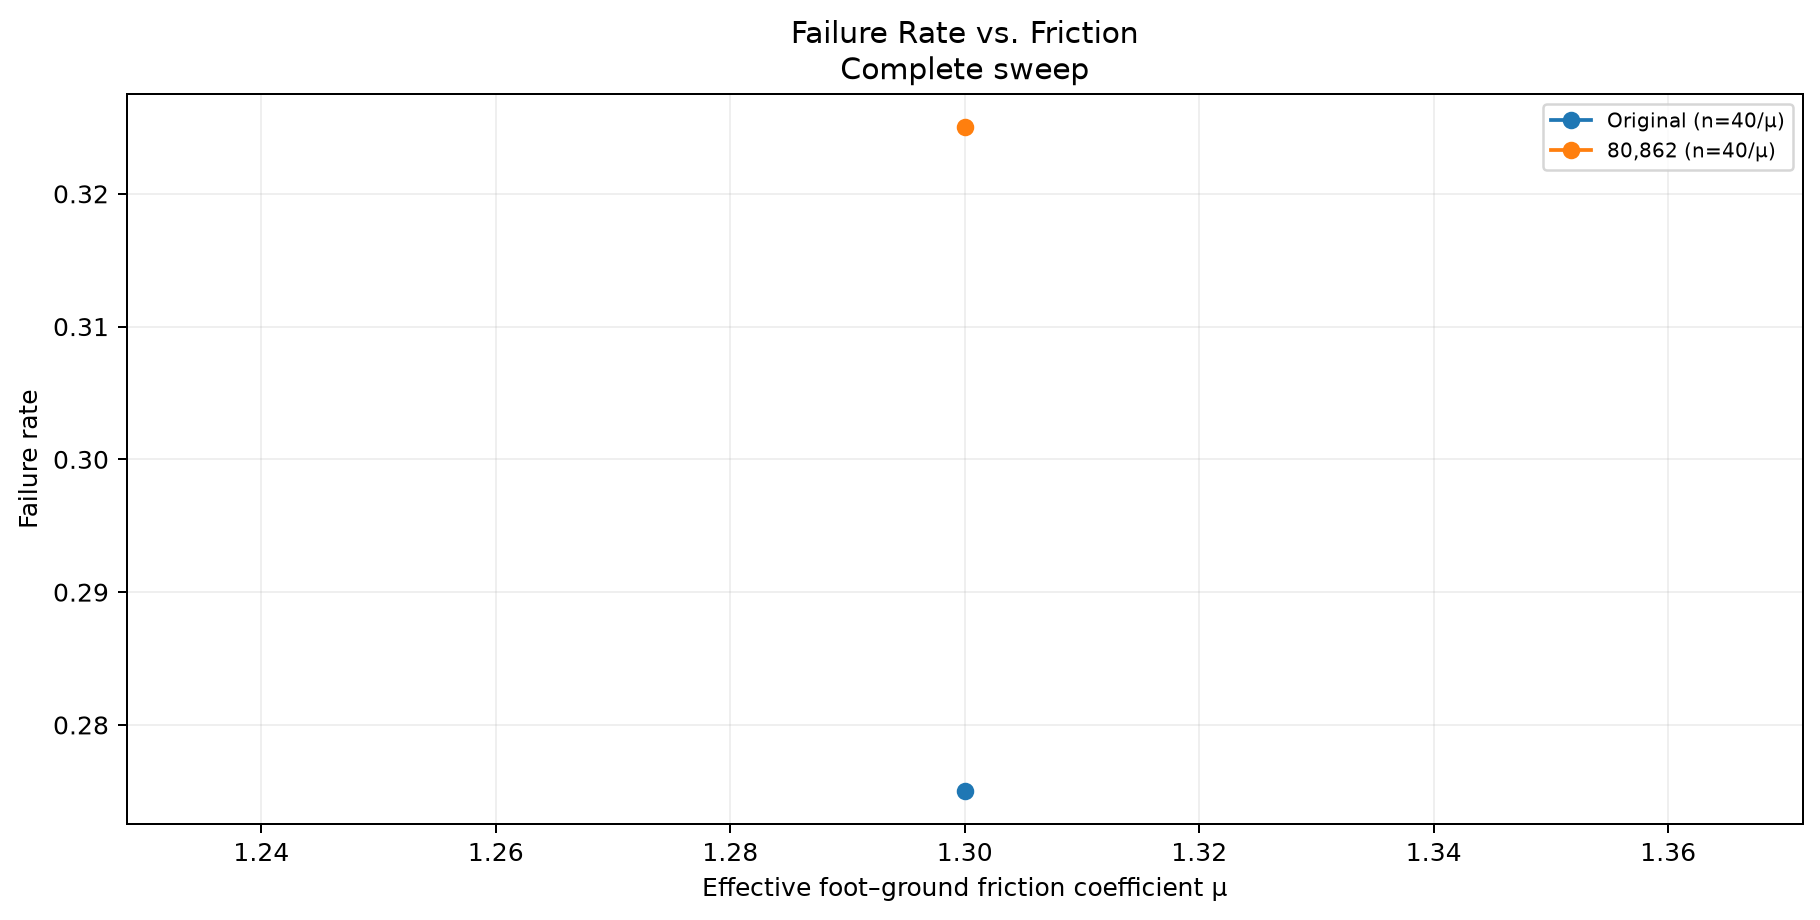 Failure Rate vs. Friction
Complete sweep
Original (n=40/μ)
80,862 (n=40/μ)
0.32
0.31
0.30
0.29
0.28
Failure rate
1.24 1.26 1.28 1.30 1.32 1.34 1.36
Effective foot–ground friction coefficient μ